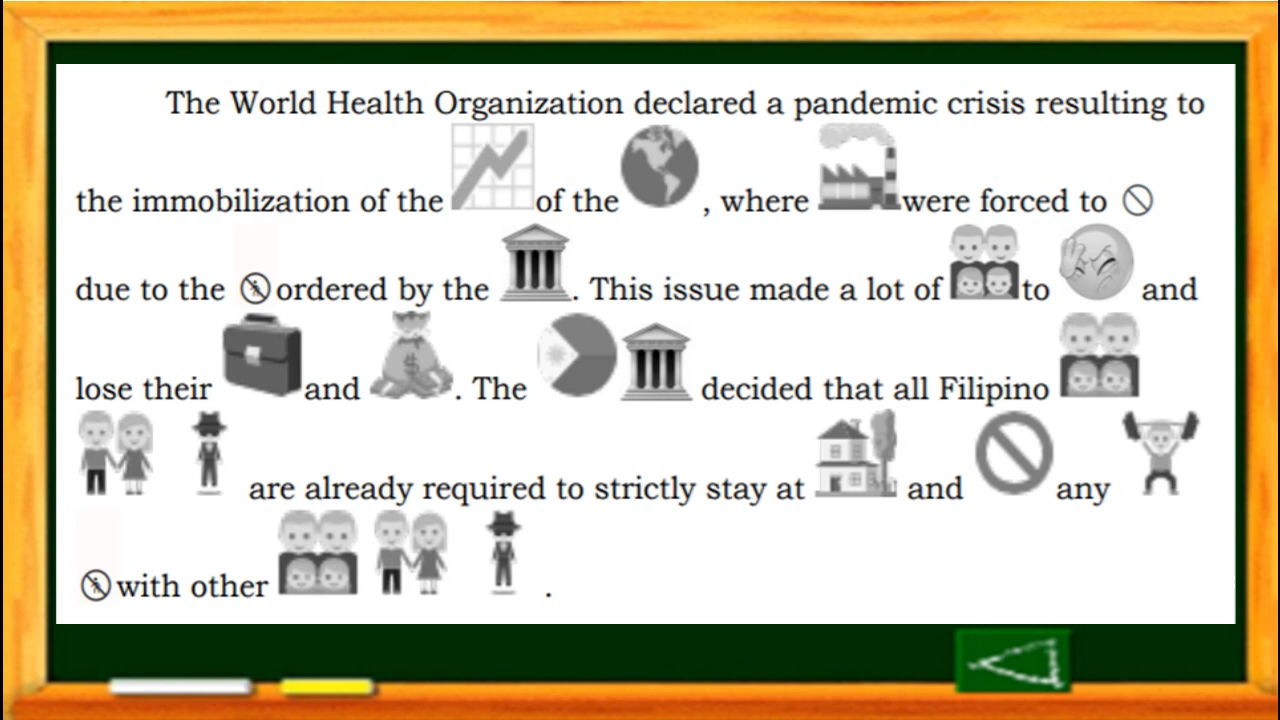 The World Health Organization declared a pandemic crisis resulting to
the immobilization of the of the , where were forced to
due to the ordered by the . This issue made a lot of to and
lose their and . The decided that all Filipino
are already required to strictly stay at and any
with other .